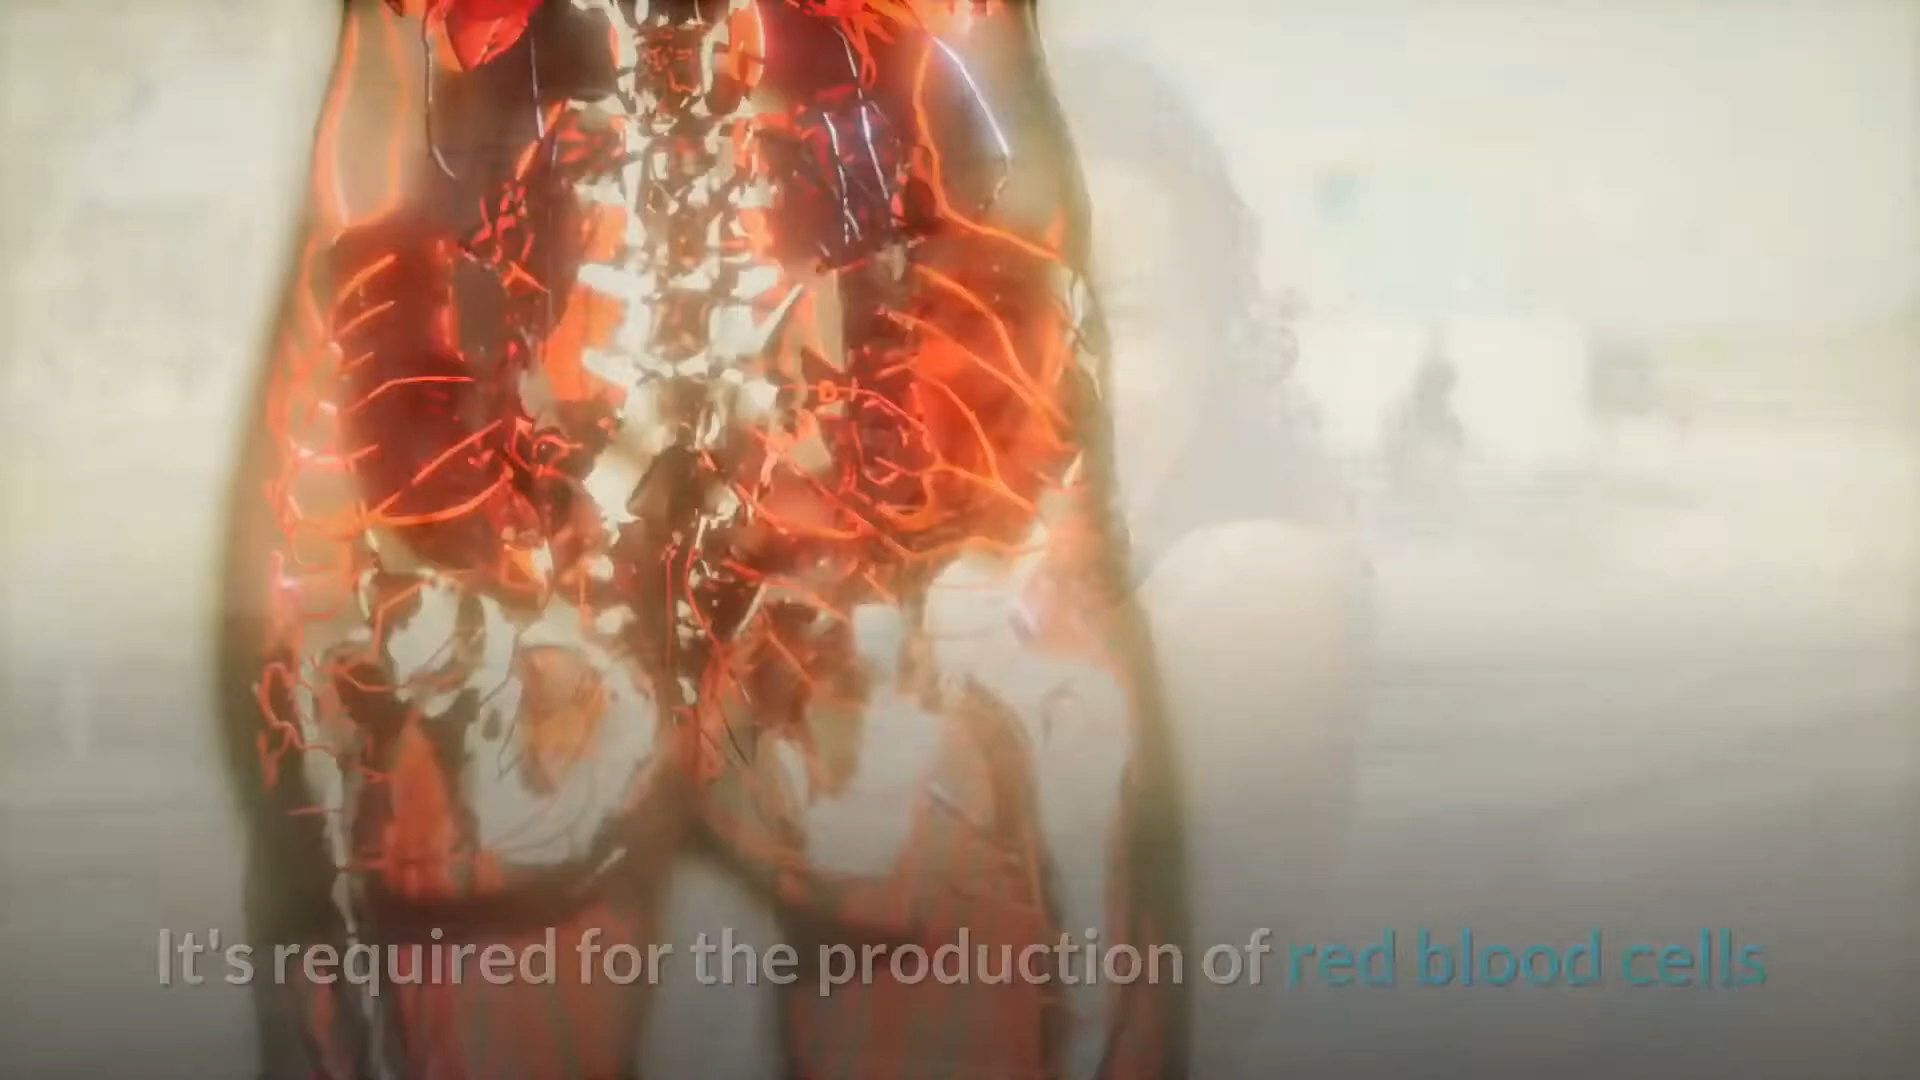 It's required for the production of red blood cells